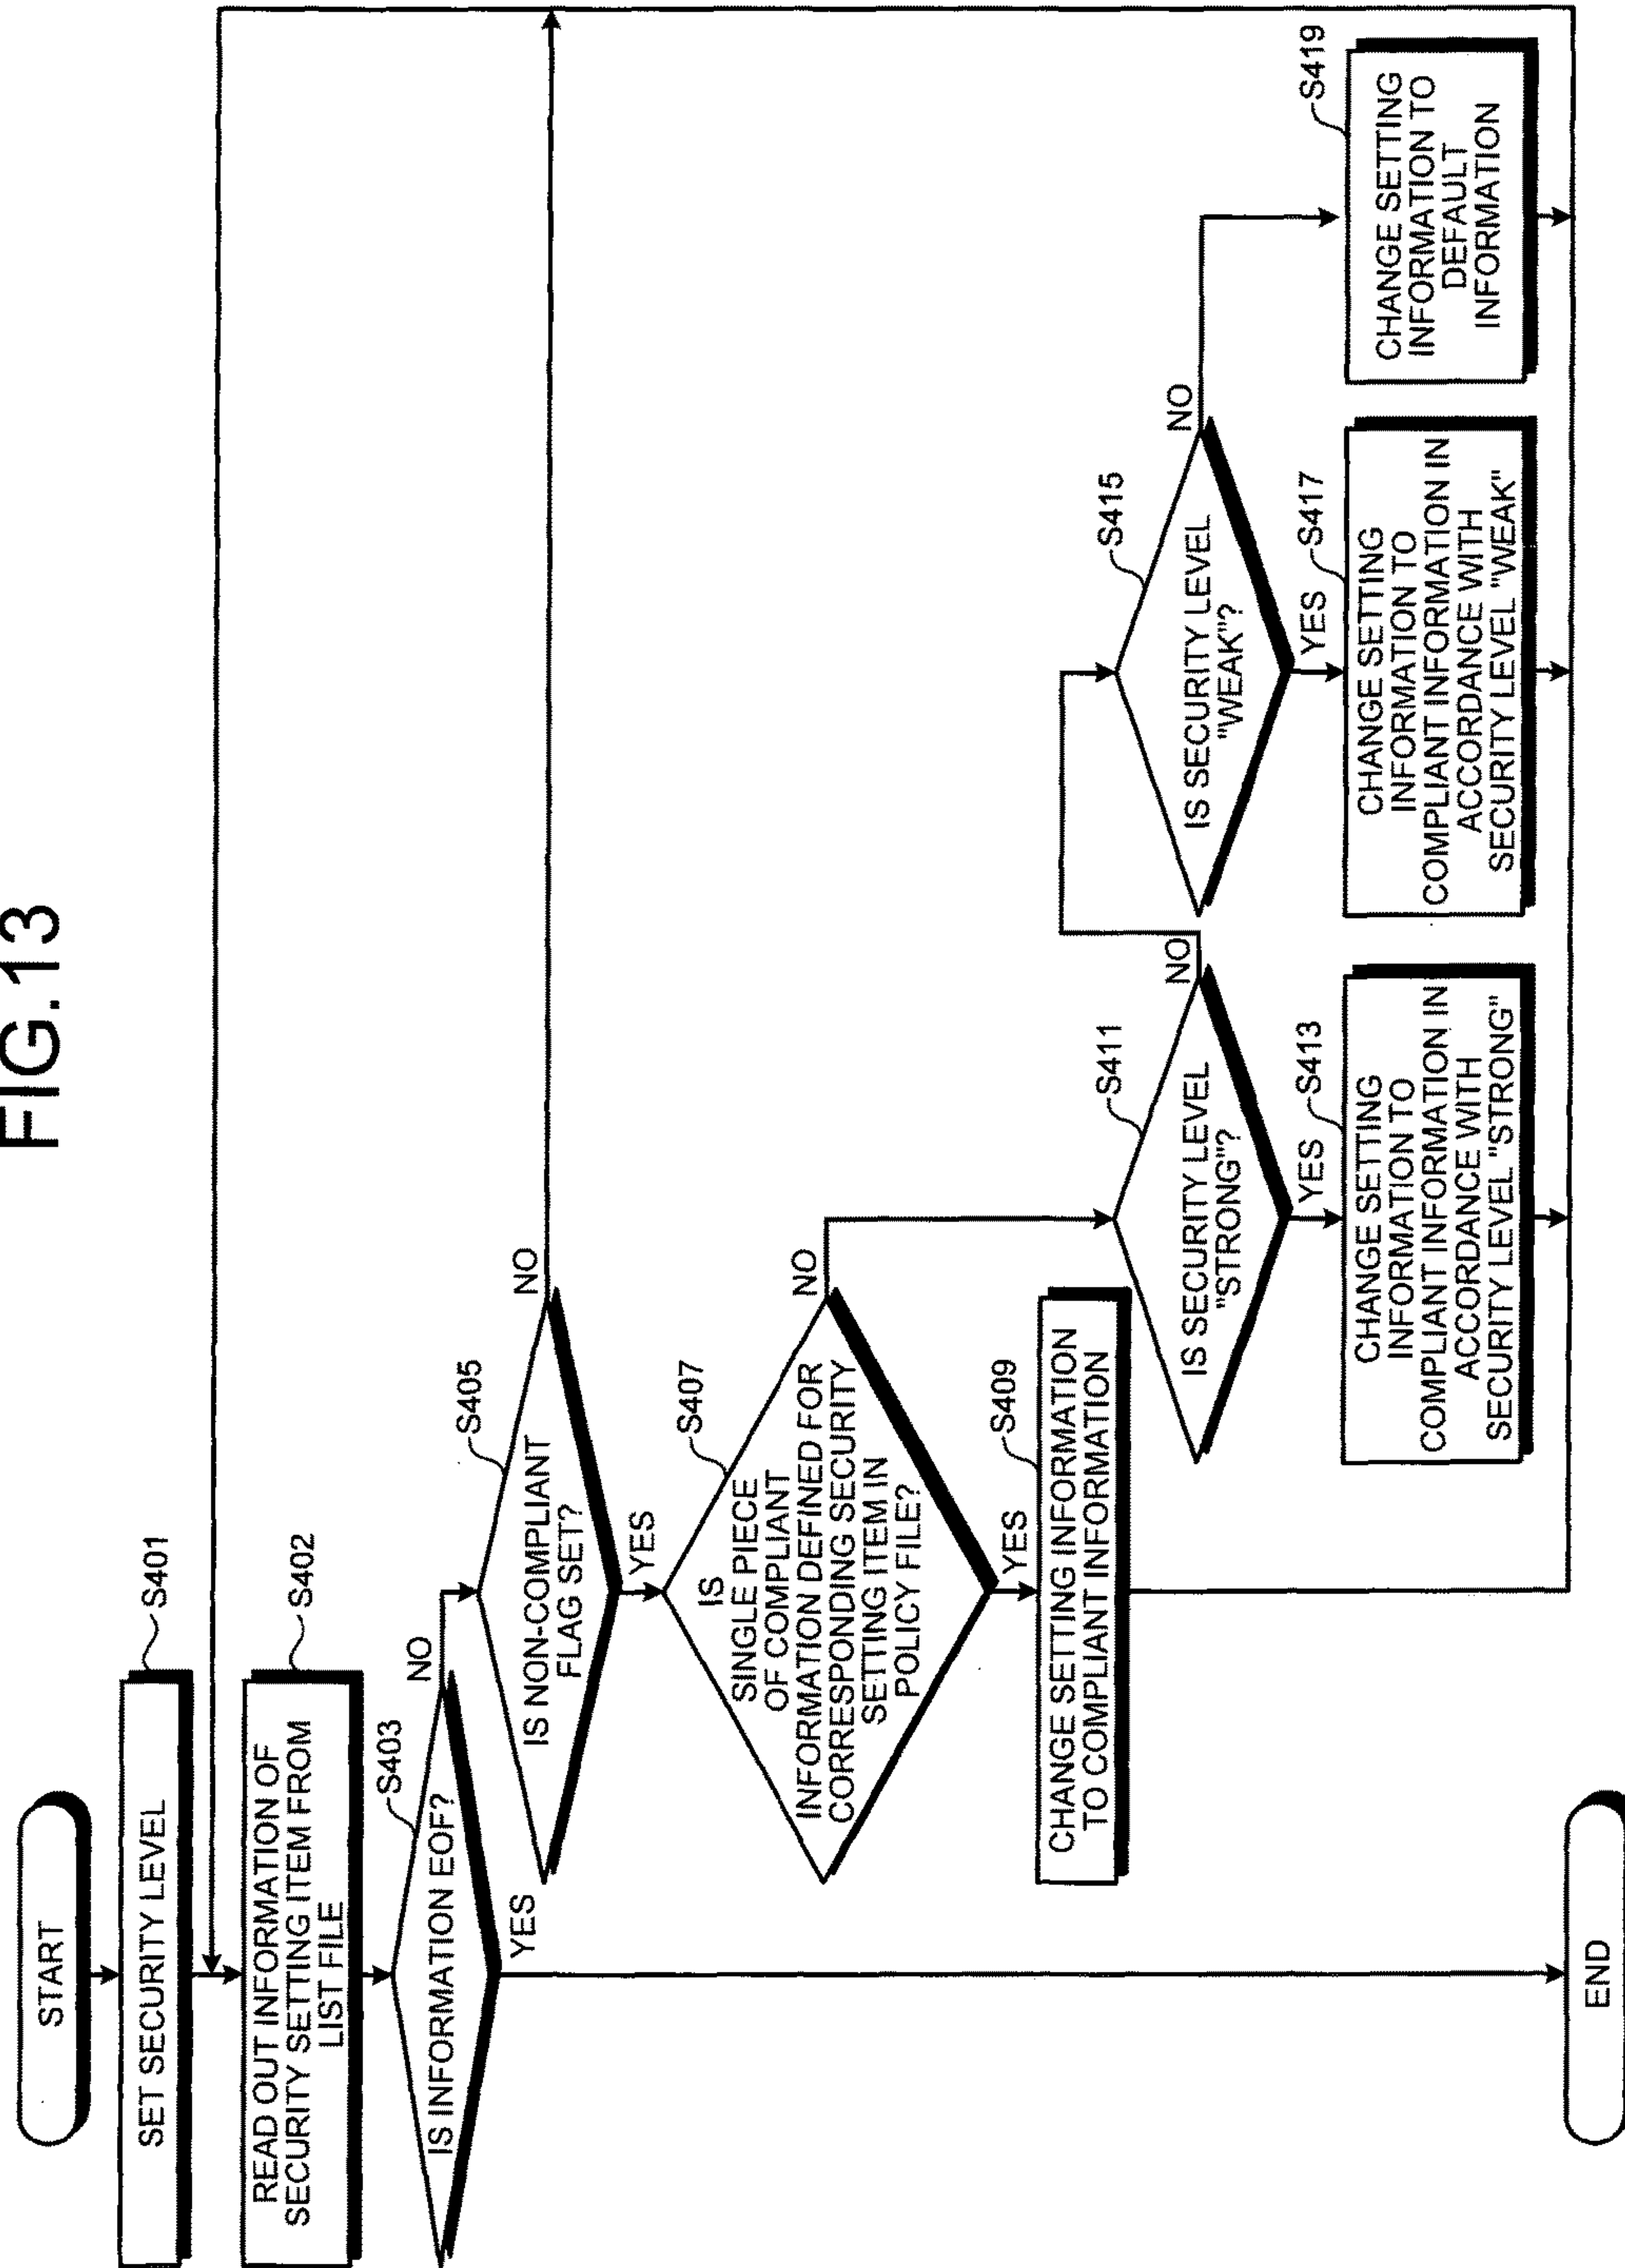 FIG.13
START
SET SECURITY LEVEL
S401
READ OUT INFORMATION OF
SECURITY SETTING ITEM FROM
LIST FILE
S402
IS INFORMATION EOF?
S403
NO
YES
IS NON-COMPLIANT
FLAG SET?
S405
NO
YES
IS
SINGLE PIECE
OF COMPLIANT
INFORMATION DEFINED FOR
CORRESPONDING SECURITY
SETTING ITEM IN
POLICY FILE?
S407
NO
YES
CHANGE SETTING INFORMATION
TO COMPLIANT INFORMATION
S409
IS SECURITY LEVEL
"STRONG"?
S411
NO
YES
CHANGE SETTING
INFORMATION TO
COMPLIANT INFORMATION IN
ACCORDANCE WITH
SECURITY LEVEL "STRONG"
S413
IS SECURITY LEVEL
"WEAK"?
S415
NO
YES
CHANGE SETTING
INFORMATION TO
COMPLIANT INFORMATION IN
ACCORDANCE WITH
SECURITY LEVEL "WEAK"
S417
CHANGE SETTING
INFORMATION TO
DEFAULT
INFORMATION
S419
END